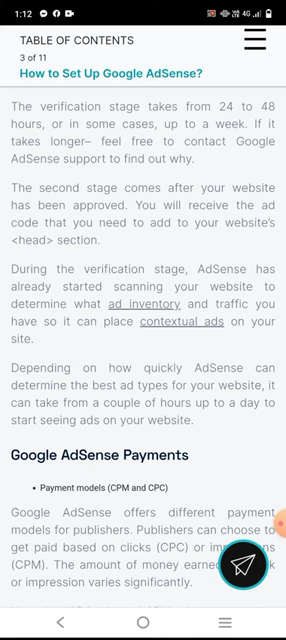 1:12
4G
TABLE OF CONTENTS
3 of 11
How to Set Up Google AdSense?
The verification stage takes from 24 to 48
hours, or in some cases, up to a week. If it
takes longer– feel free to contact Google
AdSense support to find out why.
The second stage comes after your website
has been approved. You will receive the ad
code that you need to add to your website's
<head> section.
During the verification stage, AdSense has
already started scanning your website to
determine what ad inventory and traffic you
have so it can place contextual ads on your
site.
Depending on how quickly AdSense can
determine the best ad types for your website, it
can take from a couple of hours up to a day to
start seeing ads on your website.
Google AdSense Payments
• Payment models (CPM and CPC)
Google AdSense offers different payment
models for publishers. Publishers can choose to
get paid based on clicks (CPC) or
(CPM). The amount of money earned
or impression varies significantly.